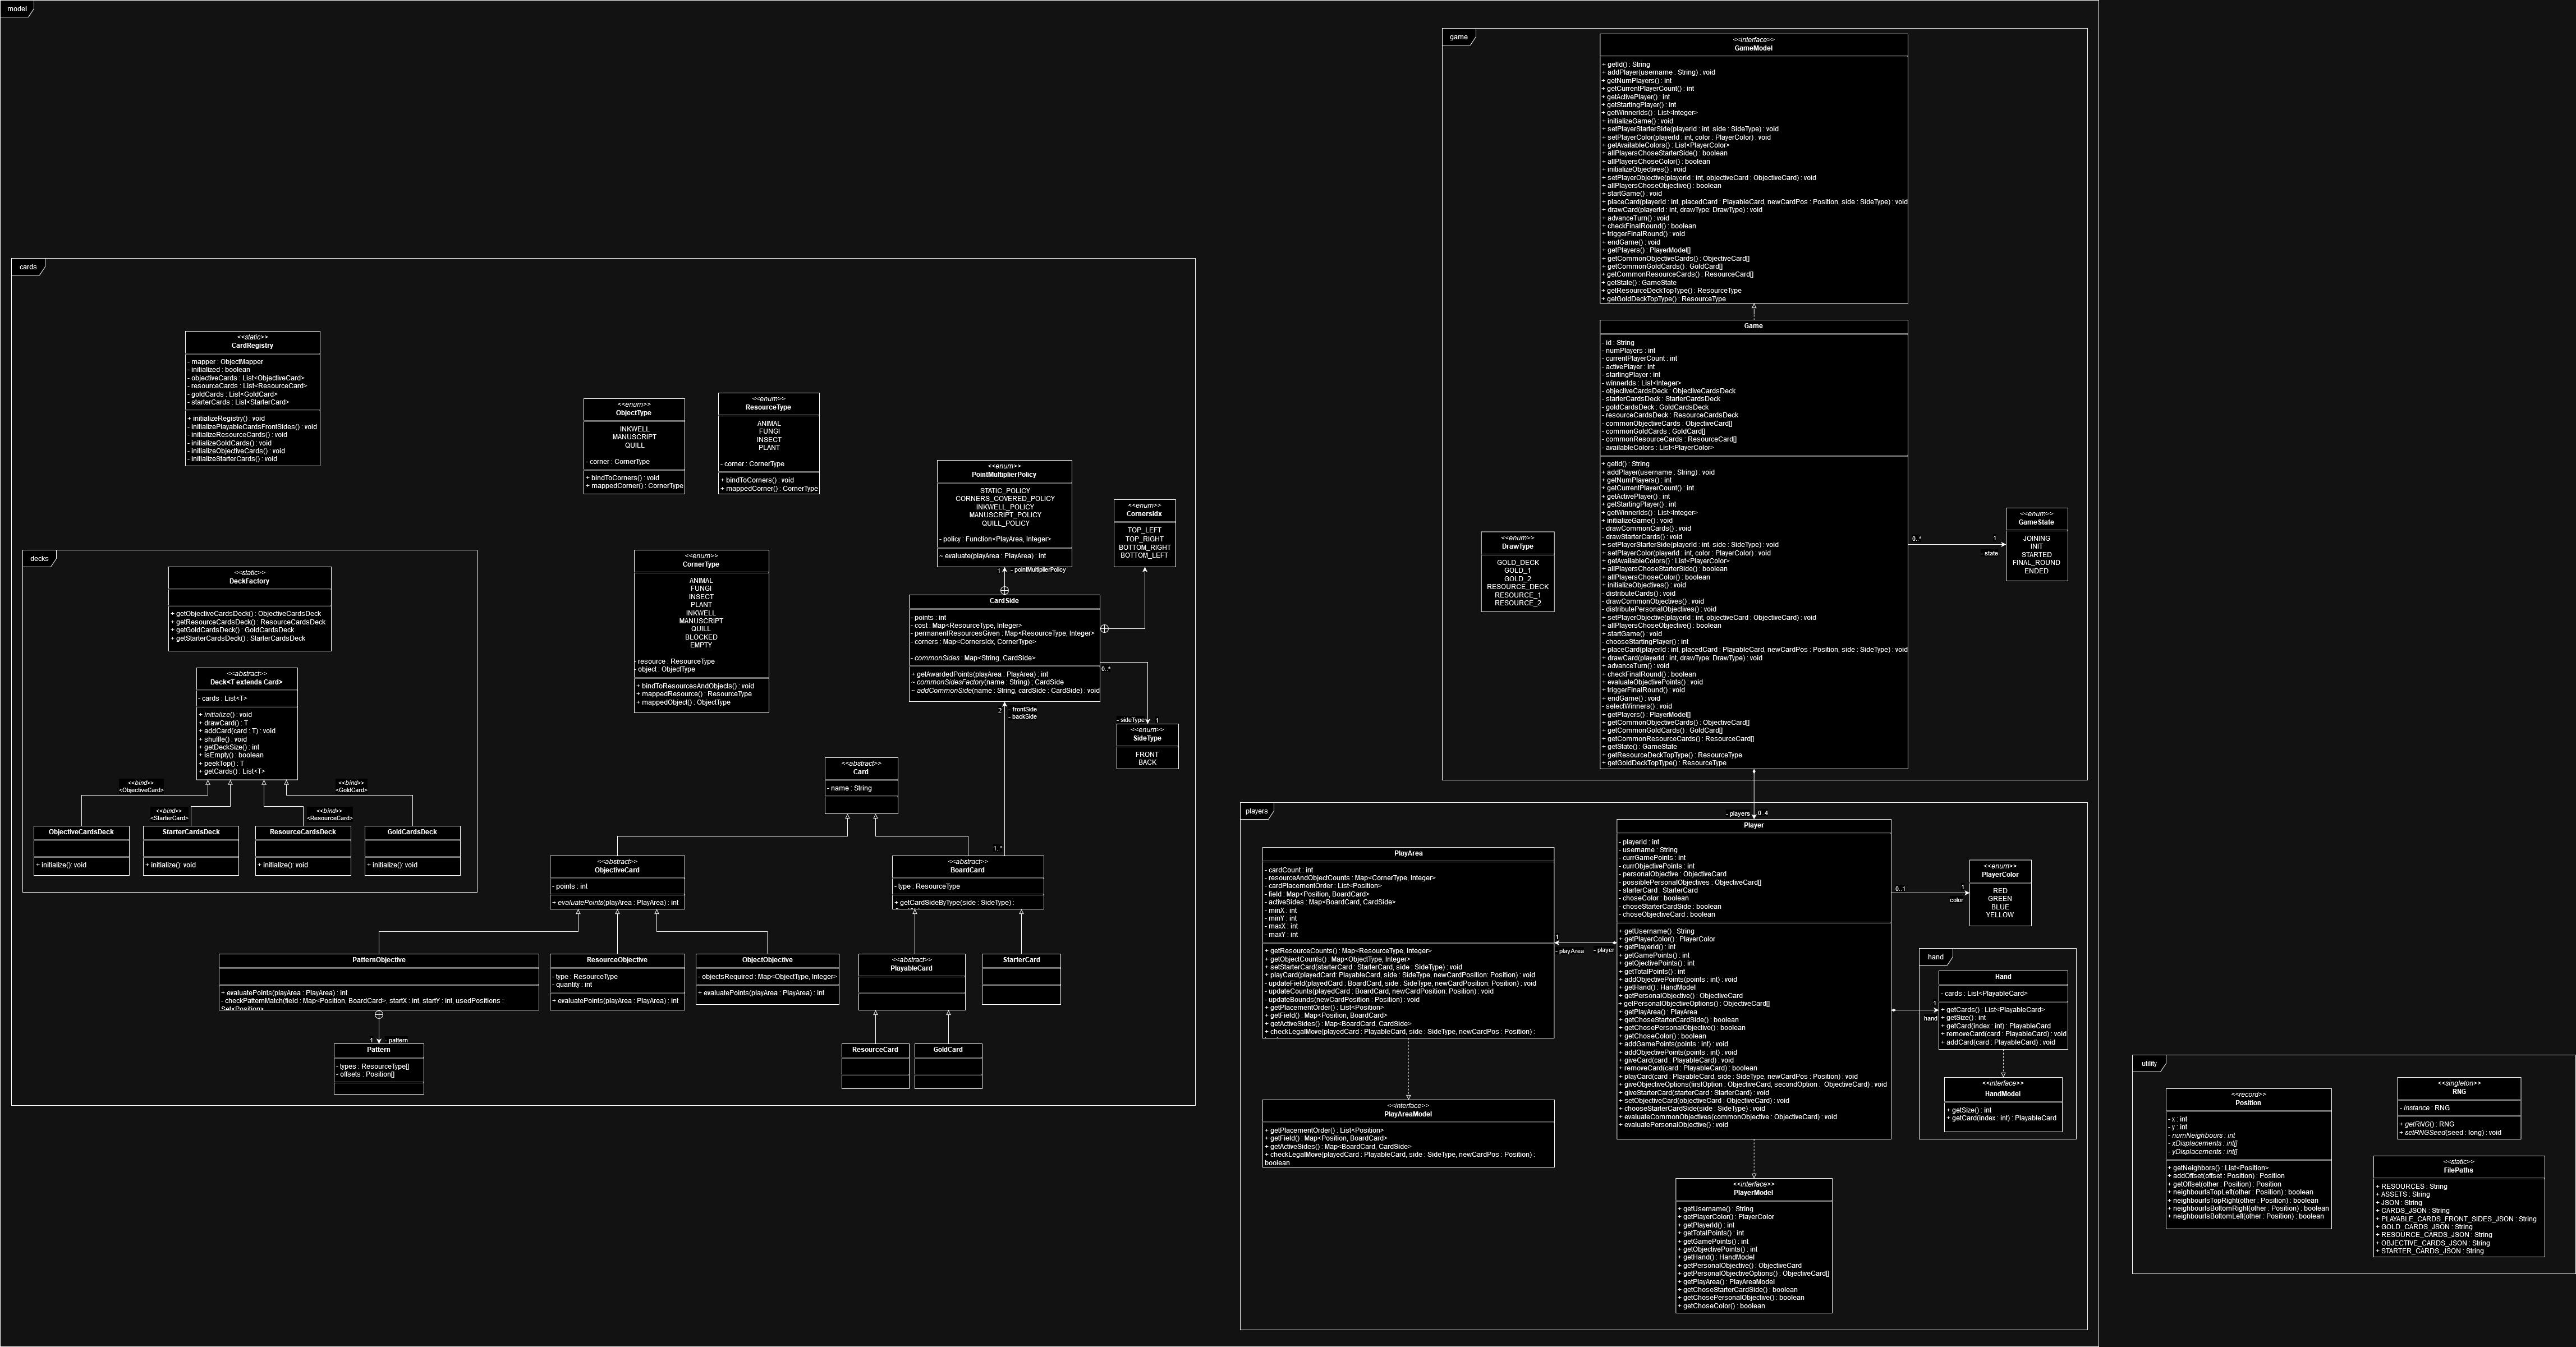 model
game
<<interface>>
GameModel
+ getId() : String
+ addPlayer(username : String) : void
+ getNumPlayers() : int
+ getCurrentPlayerCount() : int
+ getActivePlayer() : int
+ getStartingPlayer() : int
+ getWinnerIds() : List<Integer>
+ initializeGame() : void
+ setPlayerStarterSide(playerId : int, side : SideType) : void
+ setPlayerColor(playerId : int, color : PlayerColor) : void
+ getAvailableColors() : List<PlayerColor>
+ allPlayersChoseStarterSide() : boolean
+ allPlayersChoseColor() : boolean
+ initializeObjectives() : void
+ setPlayerObjective(playerId : int, objectiveCard : ObjectiveCard) : void
+ allPlayersChoseObjective() : boolean
+ startGame() : void
+ placeCard(playerId : int, placedCard : PlayableCard, newCardPos : Position, side : SideType) : void
+ drawCard(playerId : int, drawType: DrawType) : void
+ advanceTurn() : void
+ checkFinalRound() : boolean
+ triggerFinalRound() : void
+ endGame() : void
+ getPlayers() : PlayerModel[]
+ getCommonObjectiveCards() : ObjectiveCard[]
+ getCommonGoldCards() : GoldCard[]
+ getCommonResourceCards() : ResourceCard[]
+ getState() : GameState
+ getResourceDeckTopType() : ResourceType
+ getGoldDeckTopType() : ResourceType
Game
- id : String
- numPlayers : int
- currentPlayerCount : int
- activePlayer : int
- startingPlayer : int
- winnerIds : List<Integer>
- objectiveCardsDeck : ObjectiveCardsDeck
- starterCardsDeck : StarterCardsDeck
- goldCardsDeck : GoldCardsDeck
- resourceCardsDeck : ResourceCardsDeck
- commonObjectiveCards : ObjectiveCard[]
- commonGoldCards : GoldCard[]
- commonResourceCards : ResourceCard[]
- availableColors : List<PlayerColor>
+ getId() : String
+ addPlayer(username : String) : void
+ getNumPlayers() : int
+ getCurrentPlayerCount() : int
+ getActivePlayer() : int
+ getStartingPlayer() : int
+ getWinnerIds() : List<Integer>
+ initializeGame() : void
- drawCommonCards() : void
- drawStarterCards() : void
+ setPlayerStarterSide(playerId : int, side : SideType) : void
+ setPlayerColor(playerId : int, color : PlayerColor) : void
+ getAvailableColors() : List<PlayerColor>
+ allPlayersChoseStarterSide() : boolean
+ allPlayersChoseColor() : boolean
+ initializeObjectives() : void
- distributeCards() : void
- drawCommonObjectives() : void
- distributePersonalObjectives() : void
+ setPlayerObjective(playerId : int, objectiveCard : ObjectiveCard) : void
+ allPlayersChoseObjective() : boolean
+ startGame() : void
- chooseStartingPlayer() : int
+ placeCard(playerId : int, placedCard : PlayableCard, newCardPos : Position, side : SideType) : void
+ drawCard(playerId : int, drawType: DrawType) : void
+ advanceTurn() : void
+ checkFinalRound() : boolean
+ evaluateObjectivePoints() : void
+ triggerFinalRound() : void
+ endGame() : void
- selectWinners() : void
+ getPlayers() : PlayerModel[]
+ getCommonObjectiveCards() : ObjectiveCard[]
+ getCommonGoldCards() : GoldCard[]
+ getCommonResourceCards() : ResourceCard[]
+ getState() : GameState
+ getResourceDeckTopType() : ResourceType
+ getGoldDeckTopType() : ResourceType
<<enum>>
DrawType
GOLD_DECK
GOLD_1
GOLD_2
RESOURCE_DECK
RESOURCE_1
RESOURCE_2
0..*
1
- state
<<enum>>
GameState
JOINING
INIT
STARTED
FINAL_ROUND
ENDED
- players
0..4
cards
<<static>>
CardRegistry
- mapper : ObjectMapper
- initialized : boolean
- objectiveCards : List<ObjectiveCard>
- resourceCards : List<ResourceCard>
- goldCards : List<GoldCard>
- starterCards : List<StarterCard>
+ initializeRegistry() : void
- initializePlayableCardsFrontSides() : void
- initializeResourceCards() : void
- initializeGoldCards() : void
- initializeObjectiveCards() : void
- initializeStarterCards() : void
<<enum>>
ObjectType
INKWELL
MANUSCRIPT
QUILL
- corner : CornerType
+ bindToCorners() : void
+ mappedCorner() : CornerType
<<enum>>
ResourceType
ANIMAL
FUNGI
INSECT
PLANT
- corner : CornerType
+ bindToCorners() : void
+ mappedCorner() : CornerType
<<enum>>
PointMultiplierPolicy
STATIC_POLICY
CORNERS_COVERED_POLICY
INKWELL_POLICY
MANUSCRIPT_POLICY
QUILL_POLICY
- policy : Function<PlayArea, Integer>
~ evaluate(playArea : PlayArea) : int
1
- pointMultiplierPolicy
<<enum>>
CornersIdx
TOP_LEFT
TOP_RIGHT
BOTTOM_RIGHT
BOTTOM_LEFT
<<enum>>
CornerType
ANIMAL
FUNGI
INSECT
PLANT
INKWELL
MANUSCRIPT
QUILL
BLOCKED
EMPTY
- resource : ResourceType
- object : ObjectType
+ bindToResourcesAndObjects() : void
+ mappedResource() : ResourceType
+ mappedObject() : ObjectType
CardSide
- points : int
- cost : Map<ResourceType, Integer>
- permanentResourcesGiven : Map<ResourceType, Integer>
- corners : Map<CornersIdx, CornerType>
- commonSides : Map<String, CardSide>
+ getAwardedPoints(playArea : PlayArea) : int
~ commonSidesFactory(name : String) : CardSide
~ addCommonSide(name : String, cardSide : CardSide) : void
0..*
- sideType
1
<<enum>>
SideType
FRONT
BACK
2
- frontSide
- backSide
1..*
decks
<<static>>
DeckFactory
+ getObjectiveCardsDeck() : ObjectiveCardsDeck
+ getResourceCardsDeck() : ResourceCardsDeck
+ getGoldCardsDeck() : GoldCardsDeck
+ getStarterCardsDeck() : StarterCardsDeck
<<abstract>>
Deck<T extends Card>
- cards : List<T>
+ initialize() : void
+ drawCard() : T
+ addCard(card : T) : void
+ shuffle() : void
+ getDeckSize() : int
+ isEmpty() : boolean
+ peekTop() : T
+ getCards() : List<T>
<<bind>>
<ObjectiveCard>
<<bind>>
<StarterCard>
<<bind>>
<ResourceCard>
<<bind>>
<GoldCard>
ObjectiveCardsDeck
+ initialize(): void
StarterCardsDeck
+ initialize(): void
ResourceCardsDeck
+ initialize(): void
GoldCardsDeck
+ initialize(): void
<<abstract>>
Card
- name : String
<<abstract>>
ObjectiveCard
- points : int
+ evaluatePoints(playArea : PlayArea) : int
<<abstract>>
BoardCard
- type : ResourceType
+ getCardSideByType(side : SideType) :
PatternObjective
+ evaluatePoints(playArea : PlayArea) : int
- checkPatternMatch(field : Map<Position, BoardCard>, startX : int, startY : int, usedPositions :
Set<Position>
1
- pattern
Pattern
- types : ResourceType[]
- offsets : Position[]
ResourceObjective
- type : ResourceType
- quantity : int
+ evaluatePoints(playArea : PlayArea) : int
ObjectObjective
- objectsRequired : Map<ObjectType, Integer>
+ evaluatePoints(playArea : PlayArea) : int
<<abstract>>
PlayableCard
StarterCard
ResourceCard
GoldCard
players
PlayArea
- cardCount : int
- resourceAndObjectCounts : Map<CornerType, Integer>
- cardPlacementOrder : List<Position>
- field : Map<Position, BoardCard>
- activeSides : Map<BoardCard, CardSide>
- minX : int
- minY : int
- maxX : int
- maxY : int
+ getResourceCounts() : Map<ResourceType, Integer>
+ getObjectCounts() : Map<ObjectType, Integer>
+ setStarterCard(starterCard : StarterCard, side : SideType) : void
+ playCard(playedCard: PlayableCard, side : SideType, newCardPosition: Position) : void
- updateField(playedCard : BoardCard, side : SideType, newCardPosition: Position) : void
- updateCounts(playedCard : BoardCard, newCardPosition: Position) : void
- updateBounds(newCardPosition : Position) : void
+ getPlacementOrder() : List<Position>
+ getField() : Map<Position, BoardCard>
+ getActiveSides() : Map<BoardCard, CardSide>
+ checkLegalMove(playedCard : PlayableCard, side : SideType, newCardPos : Position) :
<<interface>>
PlayAreaModel
+ getPlacementOrder() : List<Position>
+ getField() : Map<Position, BoardCard>
+ getActiveSides() : Map<BoardCard, CardSide>
+ checkLegalMove(playedCard : PlayableCard, side : SideType, newCardPos : Position) :
boolean
1
- playArea
- player
Player
- playerId : int
- username : String
- currGamePoints : int
- currObjectivePoints : int
- personalObjective : ObjectiveCard
- possiblePersonalObjectives : ObjectiveCard[]
- starterCard : StarterCard
- choseColor : boolean
- choseStarterCardSide : boolean
- choseObjectiveCard : boolean
+ getUsername() : String
+ getPlayerColor() : PlayerColor
+ getPlayerId() : int
+ getGamePoints() : int
+ getOjectivePoints() : int
+ getTotalPoints() : int
+ addObjectivePoints(points : int) : void
+ getHand() : HandModel
+ getPersonalObjective() : ObjectiveCard
+ getPersonalObjectiveOptions() : ObjectiveCard[]
+ getPlayArea() : PlayArea
+ getChoseStarterCardSide() : boolean
+ getChosePersonalObjective() : boolean
+ getChoseColor() : boolean
+ addGamePoints(points : int) : void
+ addObjectivePoints(points : int) : void
+ giveCard(card : PlayableCard) : void
+ removeCard(card : PlayableCard) : boolean
+ playCard(card : PlayableCard, side : SideType, newCardPos : Position) : void
+ giveObjectiveOptions(firstOption : ObjectiveCard, secondOption : ObjectiveCard) : void
+ giveStarterCard(starterCard : StarterCard) : void
+ setObjectiveCard(objectiveCard : ObjectiveCard) : void
+ chooseStarterCardSide(side : SideType) : void
+ evaluateCommonObjectives(commonObjective : ObjectiveCard) : void
+ evaluatePersonalObjective() : void
0..1
1
color
<<enum>>
PlayerColor
RED
GREEN
BLUE
YELLOW
hand
1
hand
Hand
- cards : List<PlayableCard>
+ getCards() : List<PlayableCard>
+ getSize() : int
+ getCard(index : int) : PlayableCard
+ removeCard(card : PlayableCard) : void
+ addCard(card : PlayableCard) : void
<<interface>>
HandModel
+ getSize() : int
+ getCard(index : int) : PlayableCard
<<interface>>
PlayerModel
+ getUsername() : String
+ getPlayerColor() : PlayerColor
+ getPlayerId() : int
+ getTotalPoints() : int
+ getGamePoints() : int
+ getObjectivePoints() : int
+ getHand() : HandModel
+ getPersonalObjective() : ObjectiveCard
+ getPersonalObjectiveOptions() : ObjectiveCard[]
+ getPlayArea() : PlayAreaModel
+ getChoseStarterCardSide() : boolean
+ getChosePersonalObjective() : boolean
+ getChoseColor() : boolean
utility
<<record>>
Position
- x : int
- y : int
- numNeighbours : int
- xDisplacements : int[]
- yDisplacements : int[]
+ getNeighbors() : List<Position>
+ addOffset(offset : Position) : Position
+ getOffset(other : Position) : Position
+ neighbourIsTopLeft(other : Position) : boolean
+ neighbourIsTopRight(other : Position) : boolean
+ neighbourIsBottomRight(other : Position) : boolean
+ neighbourIsBottomLeft(other : Position) : boolean
<<singleton>>
RNG
- instance : RNG
+ getRNG() : RNG
+ setRNGSeed(seed : long) : void
<<static>>
FilePaths
+ RESOURCES : String
+ ASSETS : String
+ JSON : String
+ CARDS_JSON : String
+ PLAYABLE_CARDS_FRONT_SIDES_JSON : String
+ GOLD_CARDS_JSON : String
+ RESOURCE_CARDS_JSON : String
+ OBJECTIVE_CARDS_JSON : String
+ STARTER_CARDS_JSON : String